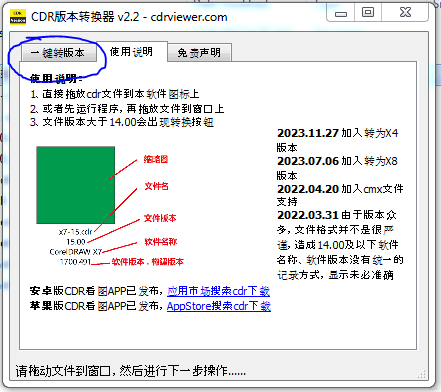 CDR版本转换器 v2.2 - cdrviewer.com
一键转版本
使用说明
免责声明
使用说明：
1. 直接拖放cdr文件到本软件图标上
2. 或者先运行程序，再拖放文件到窗口上
3. 文件版本大于14.00会出现转换按钮
缩略图
文件名
x7-15.cdr
文件版本
15.00
软件名称
CorelDRAW X7
软件版本 . 构建版本
1700.491
2023.11.27 加入转为X4
版本
2023.07.06 加入转为X8
版本
2022.04.20 加入cmx文件
支持
2022.03.31 由于版本众
多，文件格式并不是很严
谨，造成14.00及以下软件
名称、软件版本没有统一的
记录方式，显示未必准确
安卓版CDR看图APP已发布，应用市场搜索cdr下载
苹果版CDR看图APP已发布，AppStore搜索cdr下载
请拖动文件到窗口，然后进行下一步操作......